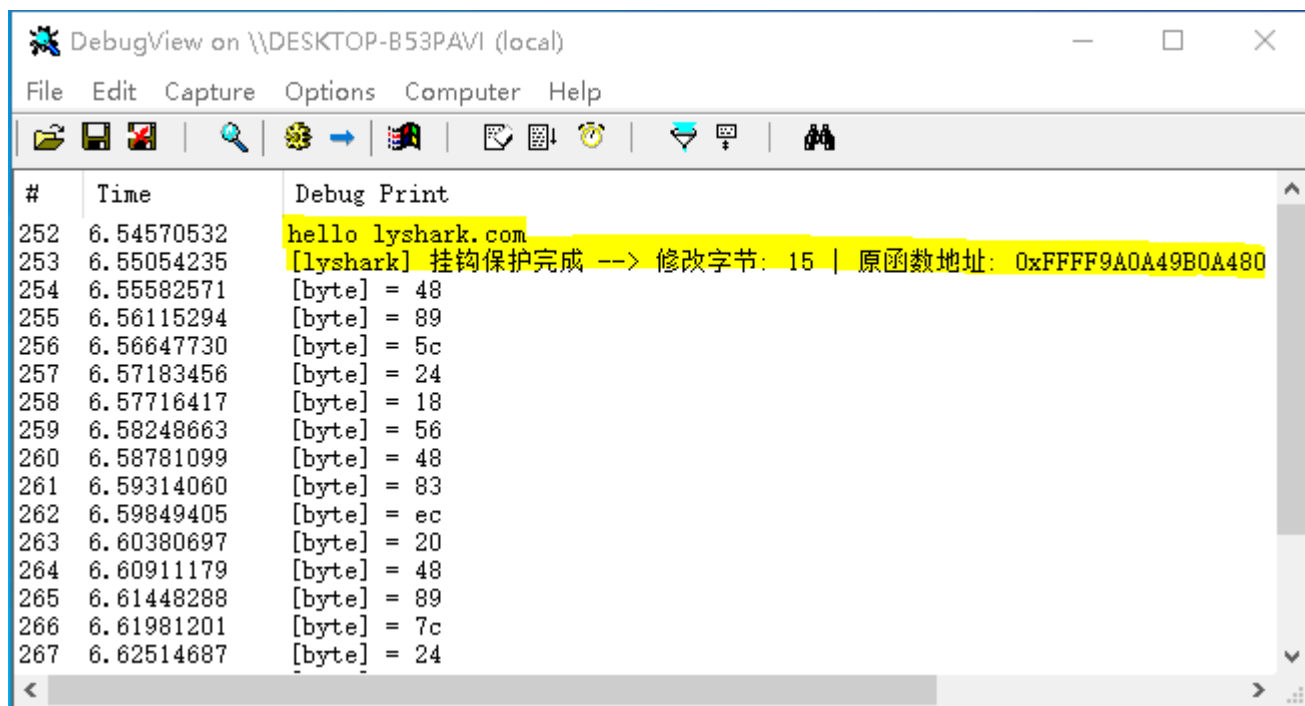 DebugView on \\DESKTOP-B53PAVI (local)
File Edit Capture Options Computer Help
# Time Debug Print
252 6.54570532 hello lyshark.com
253 6.55054235 [lyshark] 挂钩保护完成 --> 修改字节: 15 | 原函数地址: 0xFFFF9A0A49B0A480
254 6.55582571 [byte] = 48
255 6.56115294 [byte] = 89
256 6.56647730 [byte] = 5c
257 6.57183456 [byte] = 24
258 6.57716417 [byte] = 18
259 6.58248663 [byte] = 56
260 6.58781099 [byte] = 48
261 6.59314060 [byte] = 83
262 6.59849405 [byte] = ec
263 6.60380697 [byte] = 20
264 6.60911179 [byte] = 48
265 6.61448288 [byte] = 89
266 6.61981201 [byte] = 7c
267 6.62514687 [byte] = 24